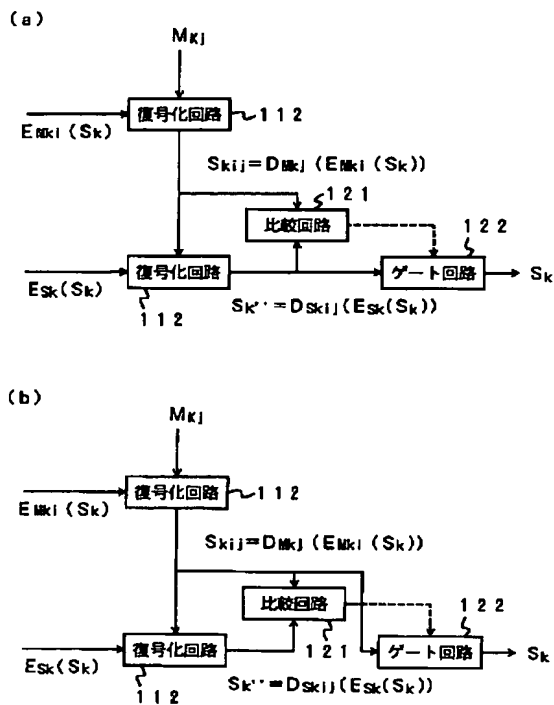 (a)
MKj
復号化回路 112
EMki(Sk)
Skij=DMkj(EMki(Sk))
121
比較回路
122
復号化回路
ゲート回路
Sk
ESk(Sk)
112
Sk''=DSkij(ESk(Sk))
(b)
MKj
復号化回路 112
EMki(Sk)
Skij=DMkj(EMki(Sk))
比較回路
122
復号化回路
121
ゲート回路
Sk
ESk(Sk)
112
Sk''=DSkij(ESk(Sk))